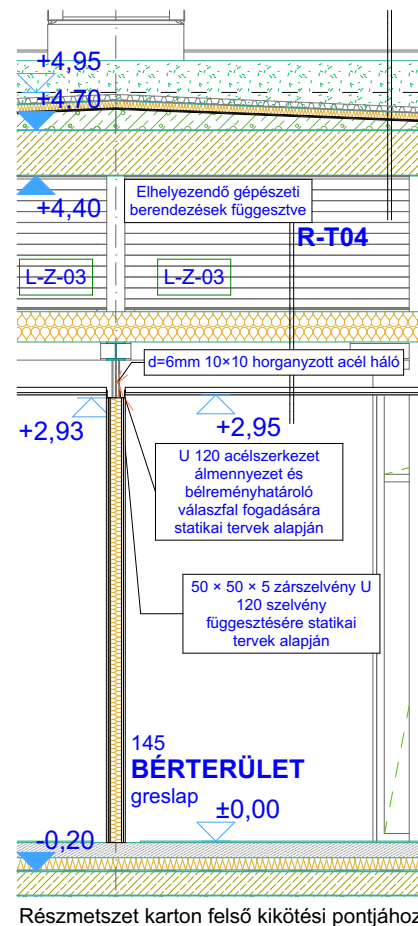 +4,95
+4,70
+4,40
Elhelyezendő gépészeti
berendezések függesztve
R-T04
L-Z-03
L-Z-03
d=6mm 10×10 horganyzott acél háló
+2,93
+2,95
U 120 acélszerkezet
álmennyezet és
bélreményhatároló
válaszfal fogadására
statikai tervek alapján
50 × 50 × 5 zárszelvény U
120 szelvény
függesztésére statikai
tervek alapján
145
BÉRTERÜLET
greslap
±0,00
-0,20
Részmetszet karton felső kikötési pontjához